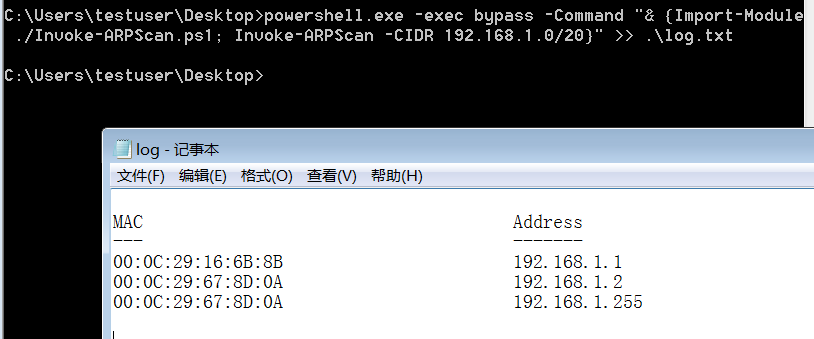 C:\Users\testuser\Desktop>powershell.exe -exec bypass -Command "& {Import-Module
 ./Invoke-ARPScan.ps1; Invoke-ARPScan -CIDR 192.168.1.0/20}" >> .\log.txt
C:\Users\testuser\Desktop>
log - 记事本
文件(F) 编辑(E) 格式(O) 查看(V) 帮助(H)
MAC Address
--- -------
00:0C:29:16:6B:8B 192.168.1.1
00:0C:29:67:8D:0A 192.168.1.2
00:0C:29:67:8D:0A 192.168.1.255